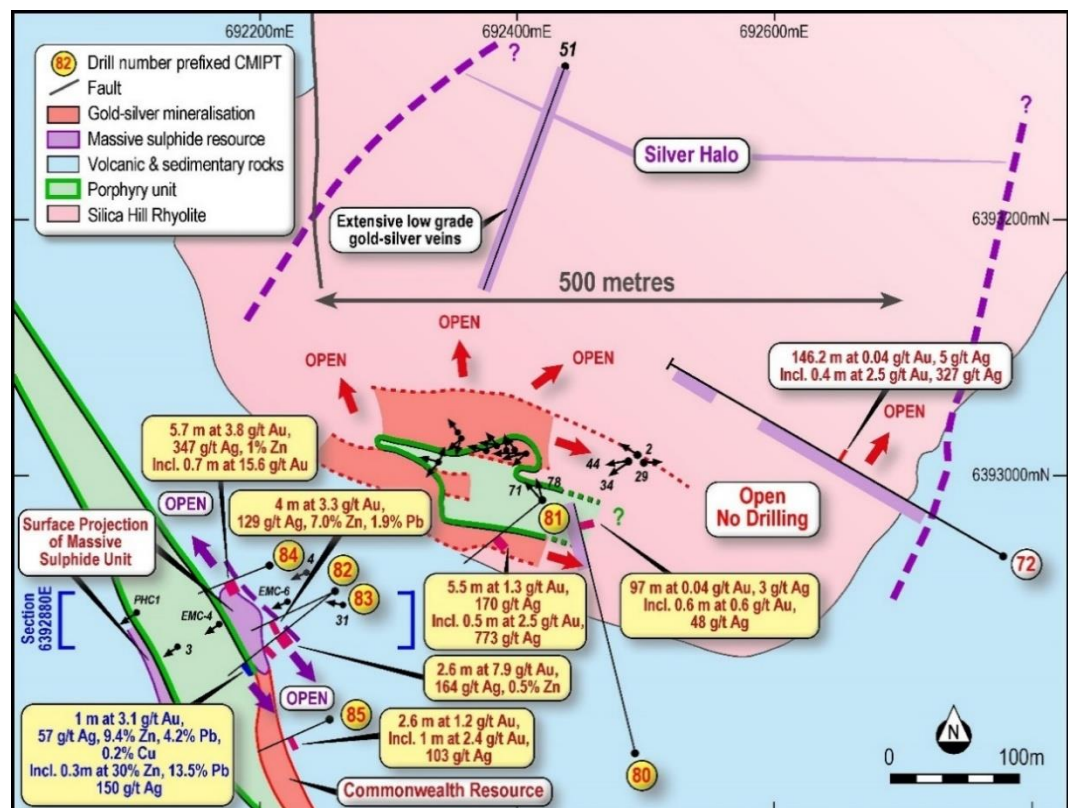 692200mE
692400mE
692600mE
82 Drill number prefixed CMIPT
Fault
Gold-silver mineralisation
Massive sulphide resource
Volcanic & sedimentary rocks
Porphyry unit
Silica Hill Rhyolite
?
51
?
Silver Halo
Extensive low grade
gold-silver veins
6393200mN
500 metres
OPEN
OPEN
OPEN
146.2 m at 0.04 g/t Au, 5 g/t Ag
Incl. 0.4 m at 2.5 g/t Au, 327 g/t Ag
OPEN
5.7 m at 3.8 g/t Au,
347 g/t Ag, 1% Zn
Incl. 0.7 m at 15.6 g/t Au
2
44
34
29
6393000mN
71
78
81
?
Open
No Drilling
OPEN
4 m at 3.3 g/t Au,
129 g/t Ag, 7.0% Zn, 1.9% Pb
Surface Projection
of Massive
Sulphide Unit
84
4
82
83
72
PHC1
EMC-4
EMC-6
31
3
Section
6392880E
5.5 m at 1.3 g/t Au,
170 g/t Ag
Incl. 0.5 m at 2.5 g/t Au,
773 g/t Ag
97 m at 0.04 g/t Au, 3 g/t Ag
Incl. 0.6 m at 0.6 g/t Au,
48 g/t Ag
2.6 m at 7.9 g/t Au,
164 g/t Ag, 0.5% Zn
OPEN
85
1 m at 3.1 g/t Au,
57 g/t Ag, 9.4% Zn, 4.2% Pb,
0.2% Cu
Incl. 0.3m at 30% Zn, 13.5% Pb
150 g/t Ag
2.6 m at 1.2 g/t Au,
Incl. 1 m at 2.4 g/t Au,
103 g/t Ag
Commonwealth Resource
80
N
0
100m